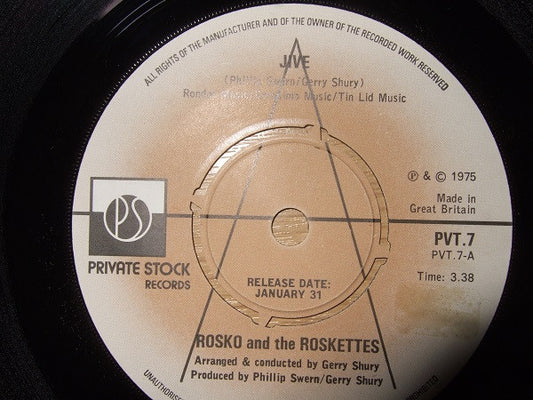 ALL RIGHTS OF THE MANUFACTURER AND OF THE OWNER OF THE RECORDED WORK RESERVED
JIVE
(Phillip Swern/Gerry Shury)
Music/Tin Lid Music
A
℗ & © 1975
Made in
Great Britain
PS
PVT.7
PVT.7-A
PRIVATE STOCK
RECORDS
Time: 3.38
RELEASE DATE:
JANUARY 31
ROSKO and the ROSKETTES
Arranged & conducted by Gerry Shury
Produced by Phillip Swern/Gerry Shury